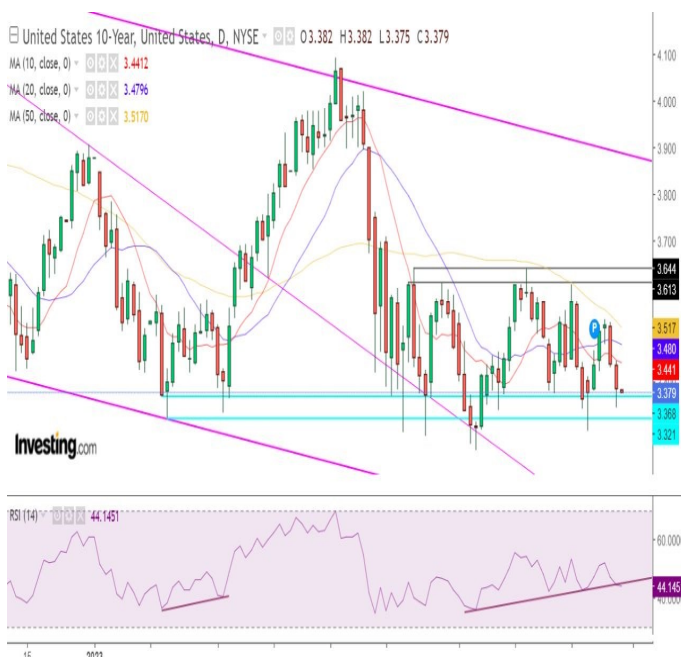 United States 10-Year, United States, D, NYSE O3.382 H3.382 L3.375 C3.379
MA (10, close, 0) 3.4412
MA (20, close, 0) 3.4796
MA (50, close, 0) 3.5170
4.100
4.000
3.900
3.800
3.700
3.644
3.613
3.517
3.480
3.441
3.379
3.368
3.321
P
Investing.com
RSI (14) 44.1451
60.0000
44.145
40.0000
15
2023